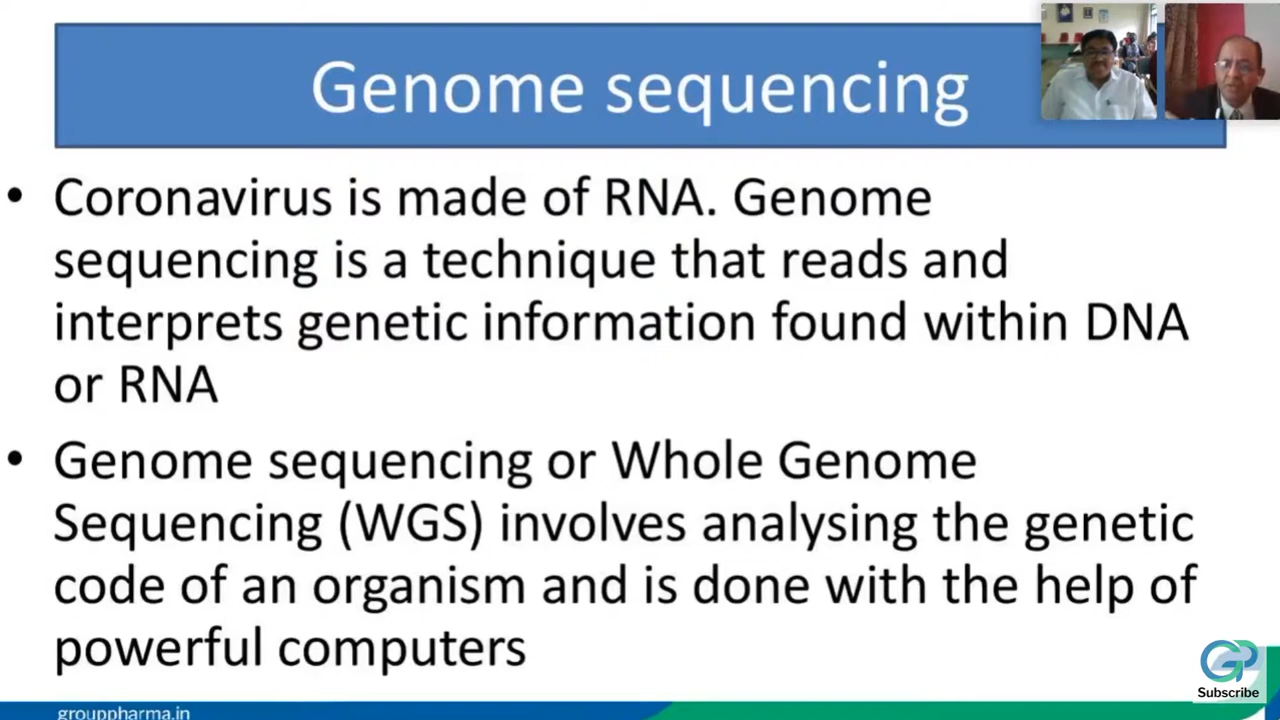 Genome sequencing
• Coronavirus is made of RNA. Genome
sequencing is a technique that reads and
interprets genetic information found within DNA
or RNA
• Genome sequencing or Whole Genome
Sequencing (WGS) involves analysing the genetic
code of an organism and is done with the help of
powerful computers
GP
Subscribe
grouppharma.in